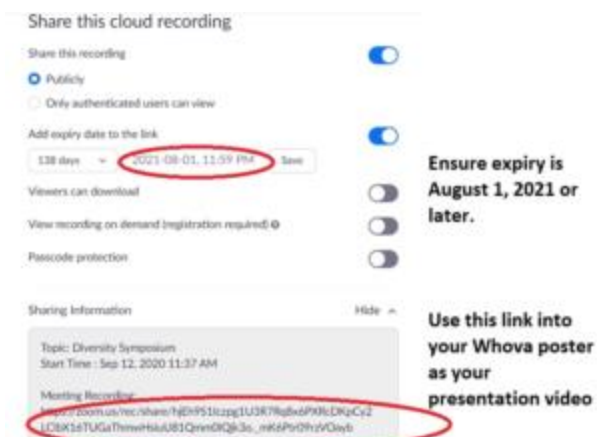 Share this cloud recording
Share this recording
Publicly
Only authenticated users can view
Add expiry date to the link
138 days 2021-08-01, 11:59 PM Save
Ensure expiry is
August 1, 2021 or
later.
Viewers can download
View recording on demand (registration required)
Passcode protection
Sharing Information Hide
Topic: Diversity Symposium
Start Time : Sep 12, 2020 11:37 AM
Meeting Recording:
Use this link into
your Whova poster
as your
presentation video